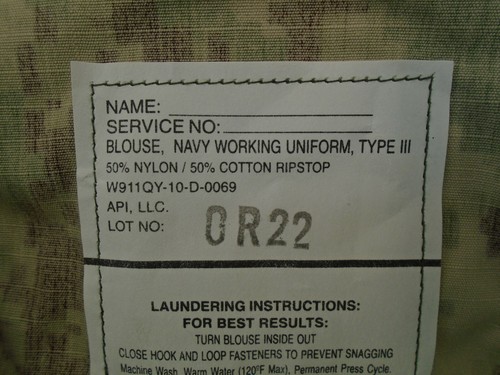 NAME:
SERVICE NO:
BLOUSE, NAVY WORKING UNIFORM, TYPE III
50% NYLON / 50% COTTON RIPSTOP
W911QY-10-D-0069
API, LLC.
LOT NO: OR22
LAUNDERING INSTRUCTIONS:
FOR BEST RESULTS:
TURN BLOUSE INSIDE OUT
CLOSE HOOK AND LOOP FASTENERS TO PREVENT SNAGGING
Machine Wash, Warm Water (120°F Max), Permanent Press Cycle.